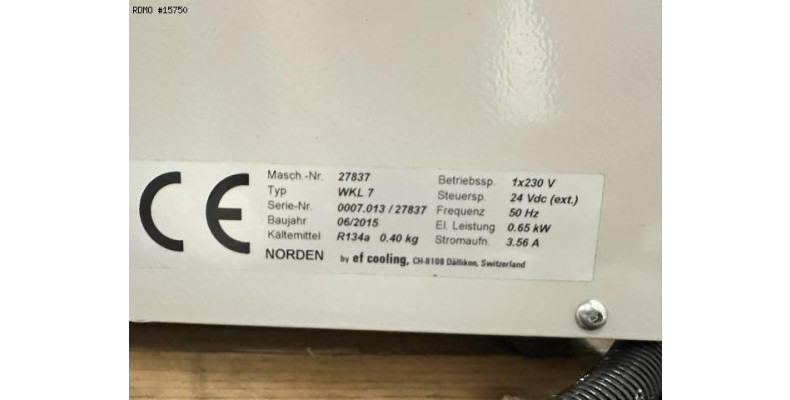 RDMO #15750
Masch.-Nr. 27837 Betriebssp. 1x230 V
Typ WKL 7 Steuersp. 24 Vdc (ext.)
Serie-Nr. 0007.013 / 27837 Frequenz 50 Hz
Baujahr 06/2015 El. Leistung 0.65 kW
Kältemittel R134a 0.40 kg Stromaufn. 3.56 A
NORDEN by ef cooling, CH-8108 Dällikon, Switzerland
CE